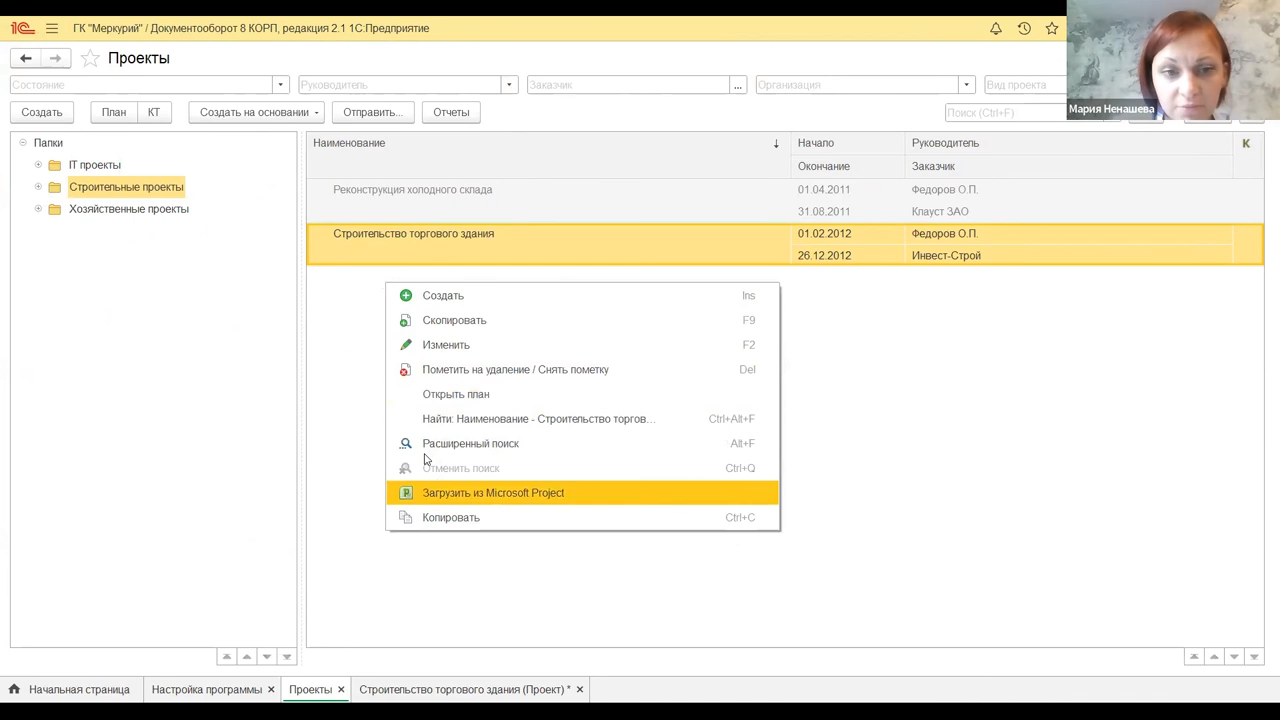 1С ГК "Меркурий" / Документооборот 8 КОРП, редакция 2.1 1С:Предприятие
Проекты
Состояние Руководитель Заказчик ... Организация Вид проекта
Создать План КТ Создать на основании Отправить... Отчеты Поиск (Ctrl+F)
Мария Ненашева
Папки
IT проекты
Строительные проекты
Хозяйственные проекты
Наименование Начало Руководитель К
Окончание Заказчик
Реконструкция холодного склада 01.04.2011 Федоров О.П.
31.08.2011 Клауст ЗАО
Строительство торгового здания 01.02.2012 Федоров О.П.
26.12.2012 Инвест-Строй
Создать Ins
Скопировать F9
Изменить F2
Пометить на удаление / Снять пометку Del
Открыть план
Найти: Наименование - Строительство торгов... Ctrl+Alt+F
Расширенный поиск Alt+F
Отменить поиск Ctrl+Q
Загрузить из Microsoft Project
Копировать Ctrl+C
Начальная страница Настройка программы Проекты Строительство торгового здания (Проект) *